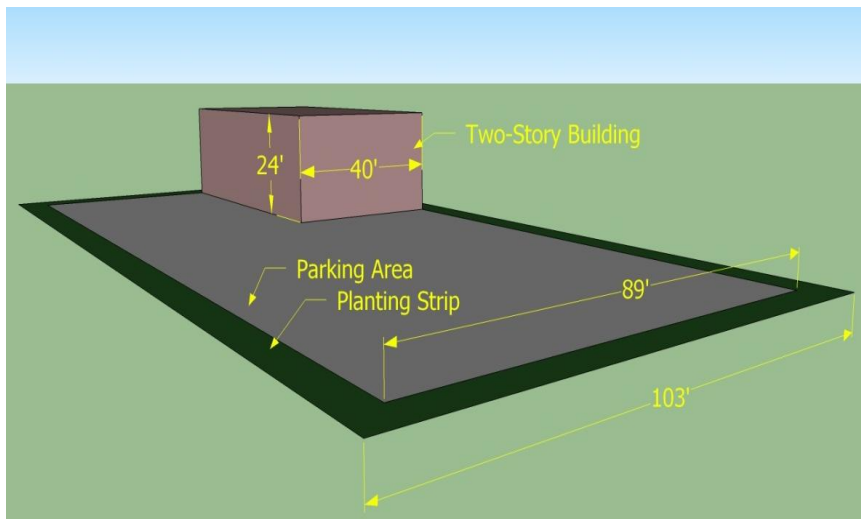 Two-Story Building
24'
40'
Parking Area
89'
Planting Strip
103'